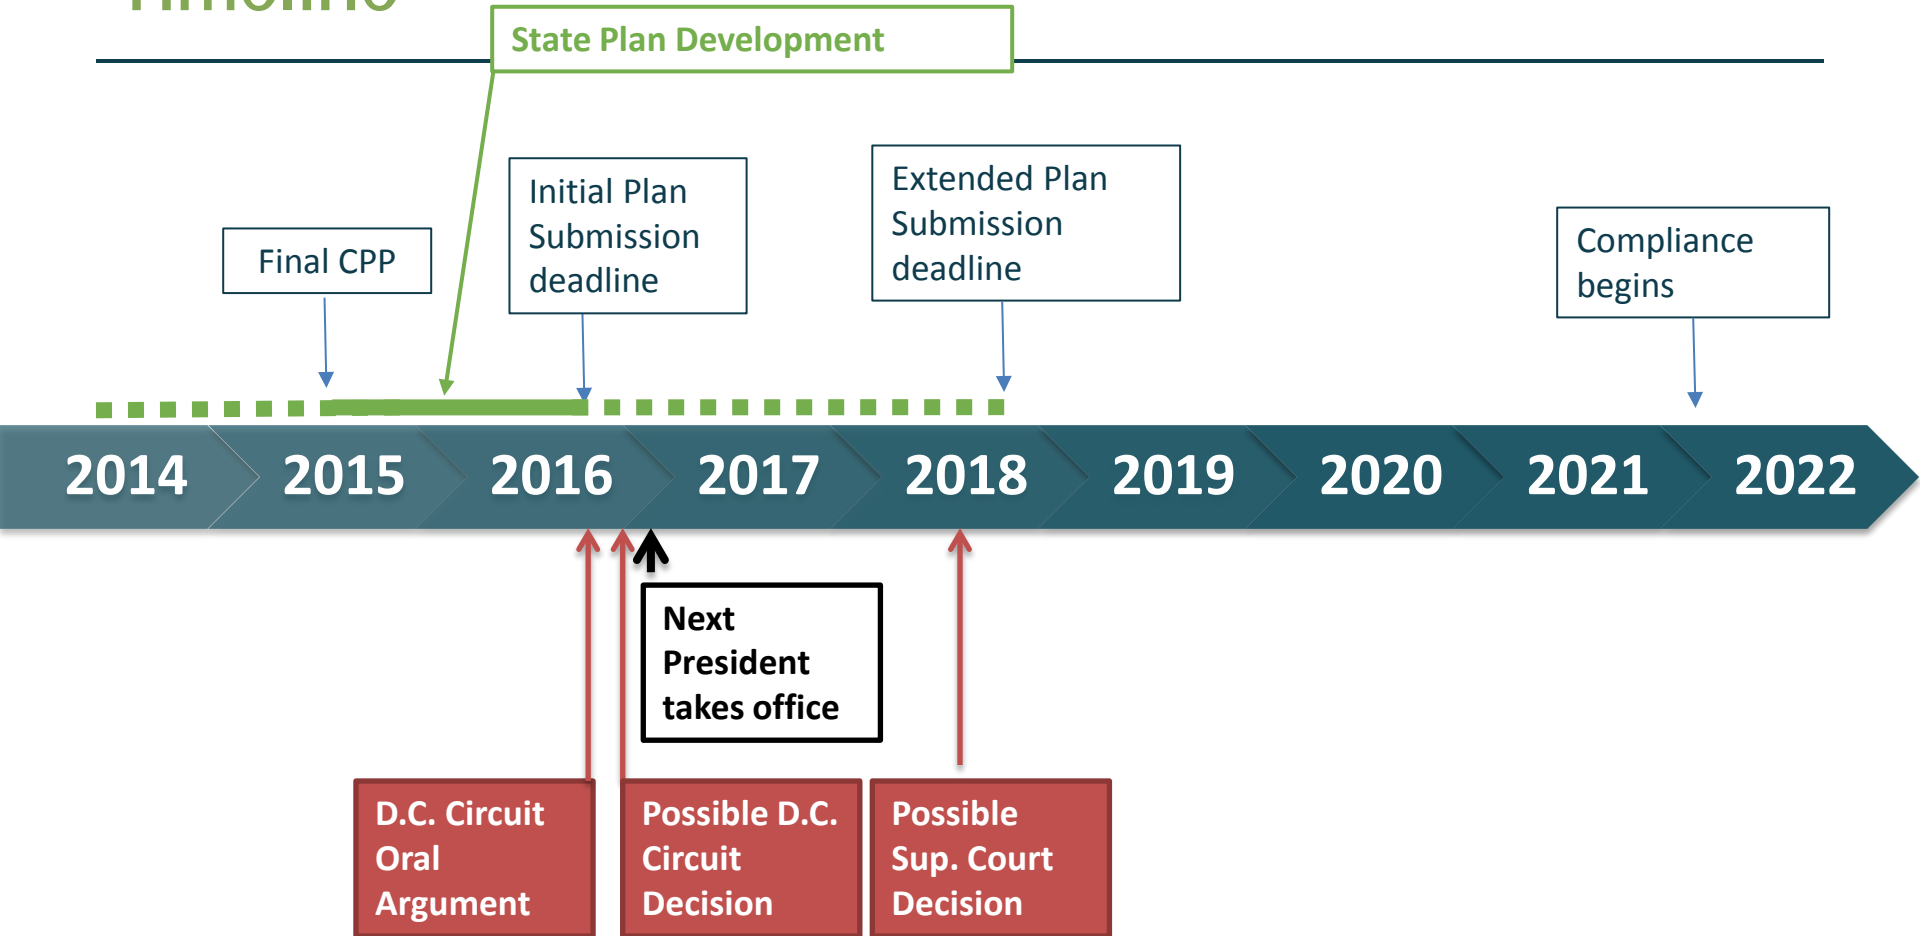 Timeline
State Plan Development
Initial Plan
Submission
deadline
Extended Plan
Submission
deadline
Final CPP
Compliance
begins
2014 2015 2016 2017 2018 2019 2020 2021 2022
Next
President
takes office
D.C. Circuit
Oral
Argument
Possible D.C.
Circuit
Decision
Possible
Sup. Court
Decision